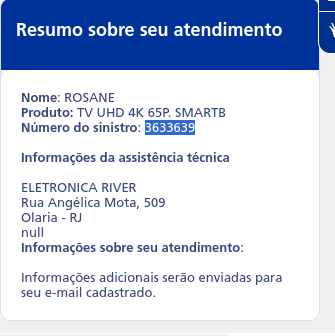 Resumo sobre seu atendimento
Nome: ROSANE
Produto: TV UHD 4K 65P. SMARTB
Número do sinistro: 3633639
Informações da assistência técnica
ELETRONICA RIVER
Rua Angélica Mota, 509
Olaria - RJ
null
Informações sobre seu atendimento:
Informações adicionais serão enviadas para
seu e-mail cadastrado.